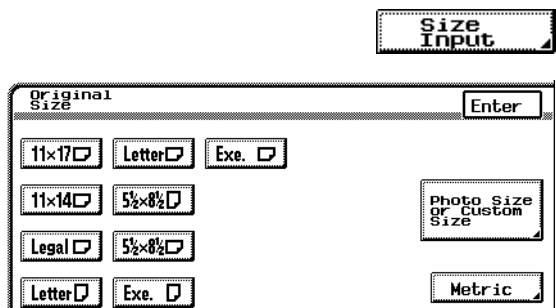 Size
Input
Original
Size
Enter
11×17
Letter
Exe.
11×14
5½×8½
Photo Size
or Custom
Size
Legal
5½×8½
Letter
Exe.
Metric